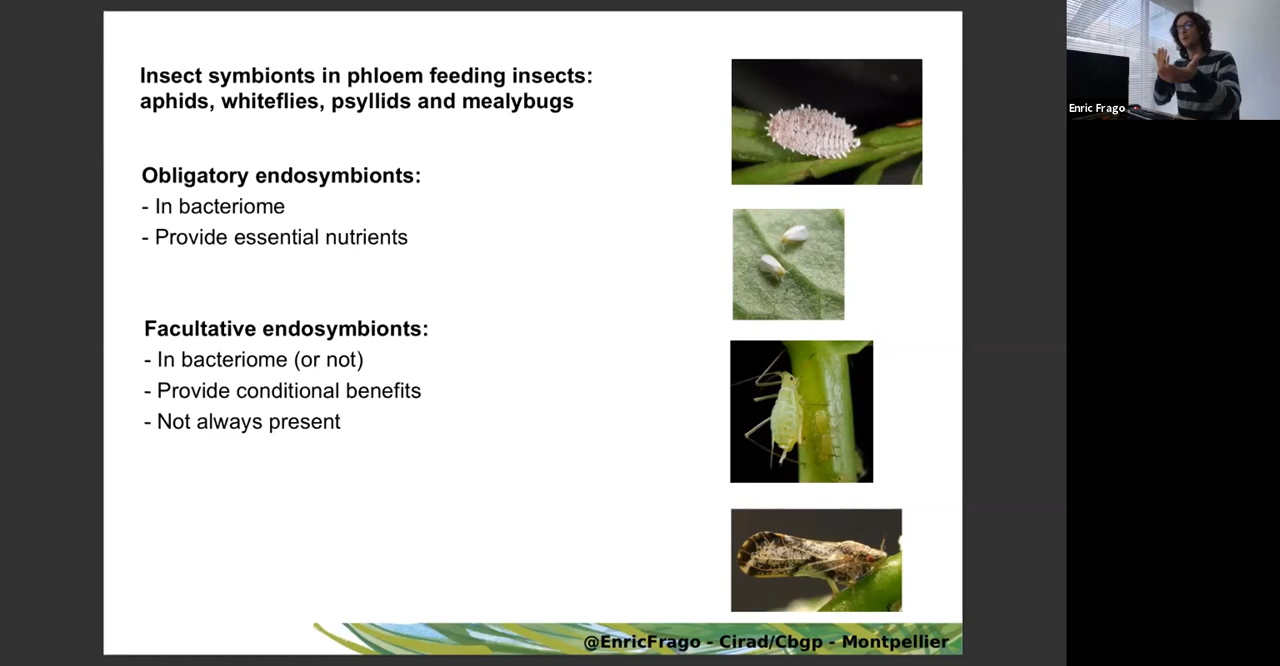 Insect symbionts in phloem feeding insects:
aphids, whiteflies, psyllids and mealybugs
Obligatory endosymbionts:
- In bacteriome
- Provide essential nutrients
Facultative endosymbionts:
- In bacteriome (or not)
- Provide conditional benefits
- Not always present
@EnricFrago - Cirad/Cbgp - Montpellier
Enric Frago